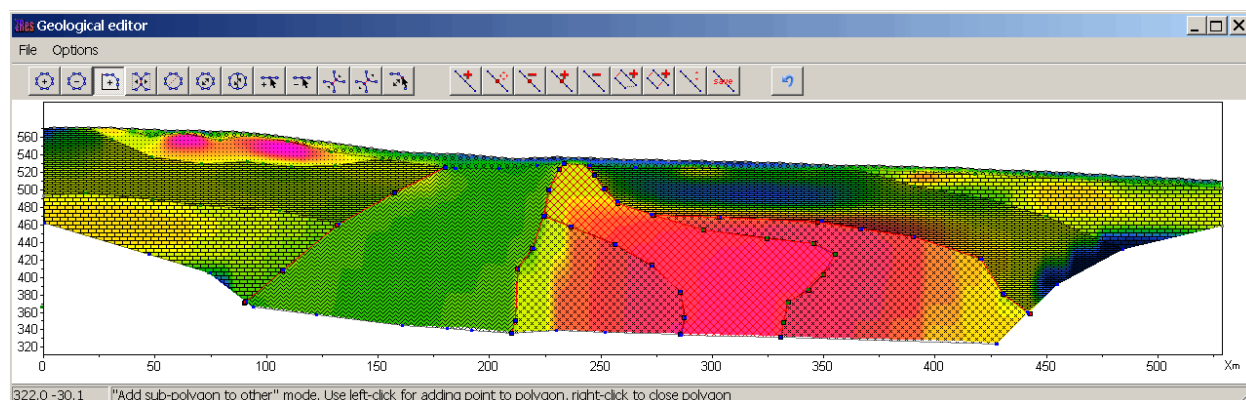 ZRes Geological editor
File Options
save
560
540
520
500
480
460
440
420
400
380
360
340
320
0 50 100 150 200 250 300 350 400 450 500 Xm
322.0 -30.1 "Add sub-polygon to other" mode. Use left-click for adding point to polygon, right-click to close polygon